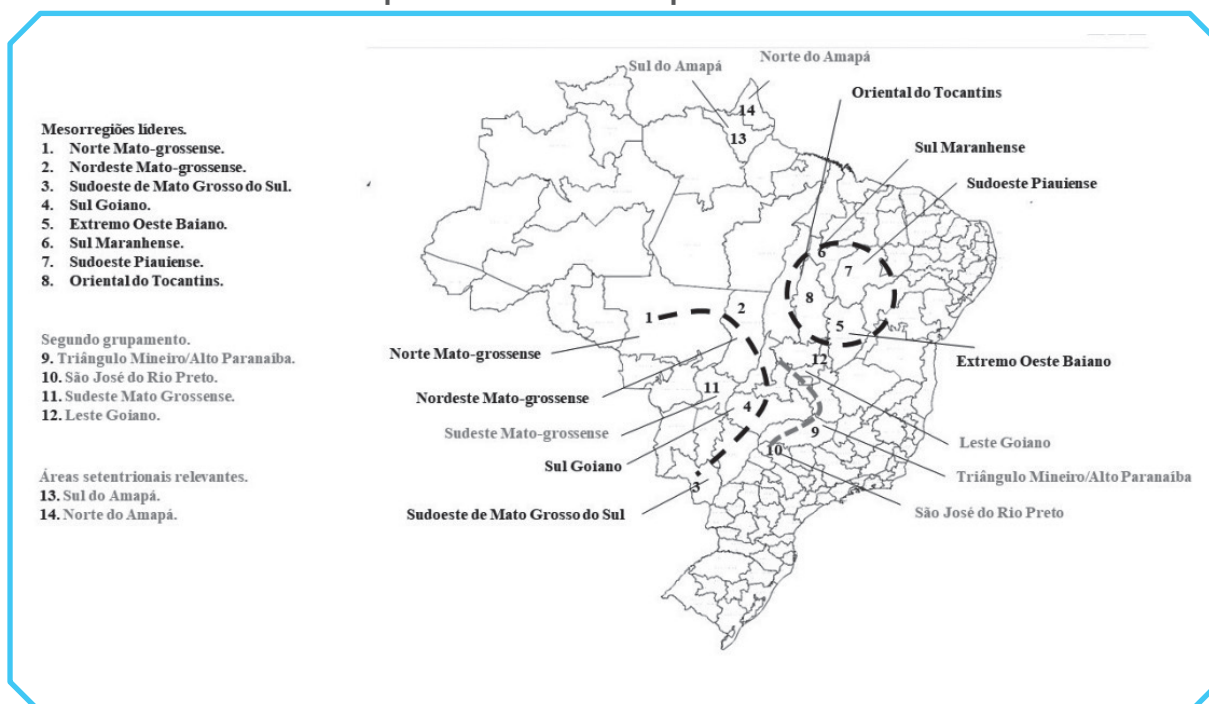 Mesorregiões líderes.
1. Norte Mato-grossense.
2. Nordeste Mato-grossense.
3. Sudoeste de Mato Grosso do Sul.
4. Sul Goiano.
5. Extremo Oeste Baiano.
6. Sul Maranhense.
7. Sudoeste Piauiense.
8. Oriental do Tocantins.
Segundo grupamento.
9. Triângulo Mineiro/Alto Paranaíba.
10. São José do Rio Preto.
11. Sudeste Mato Grossense.
12. Leste Goiano.
Áreas setentrionais relevantes.
13. Sul do Amapá.
14. Norte do Amapá.
Norte do Amapá
Sul do Amapá
Oriental do Tocantins
14
13
Sul Maranhense
Sudoeste Piauiense
6
7
8
2
1
5
Norte Mato-grossense
12
Extremo Oeste Baiano
11
Nordeste Mato-grossense
4
Sudeste Mato-grossense
9
Leste Goiano
10
Sul Goiano
Triângulo Mineiro/Alto Paranaíba
3
Sudoeste de Mato Grosso do Sul
São José do Rio Preto